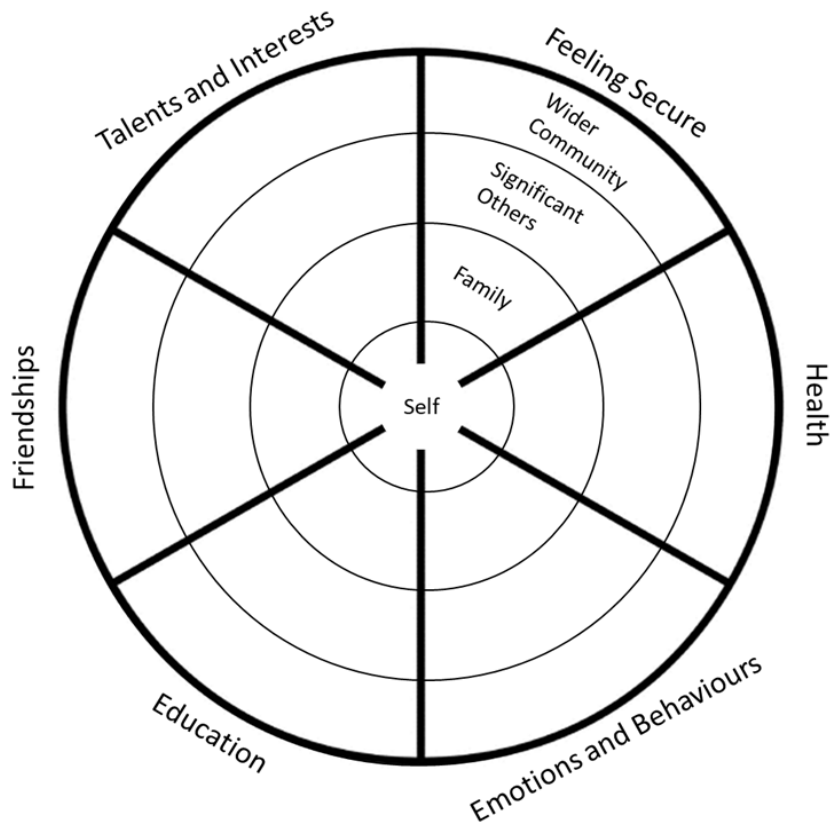 Talents and Interests
Feeling Secure
Wider
Community
Significant
Others
Family
Self
Friendships
Health
Education
Emotions and Behaviours